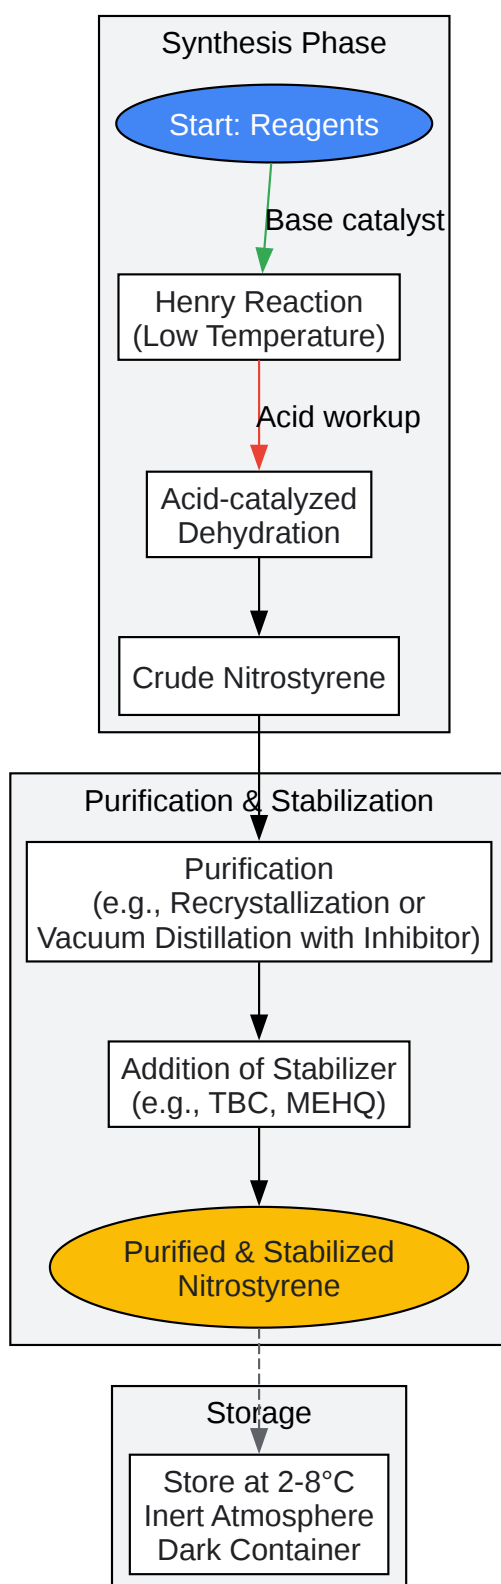 Synthesis Phase
Start: Reagents
Base catalyst
Henry Reaction
(Low Temperature)
Acid workup
Acid-catalyzed
Dehydration
Crude Nitrostyrene
Purification & Stabilization
Purification
(e.g., Recrystallization or
Vacuum Distillation with Inhibitor)
Addition of Stabilizer
(e.g., TBC, MEHQ)
Purified & Stabilized
Nitrostyrene
Storage
Store at 2-8°C
Inert Atmosphere
Dark Container